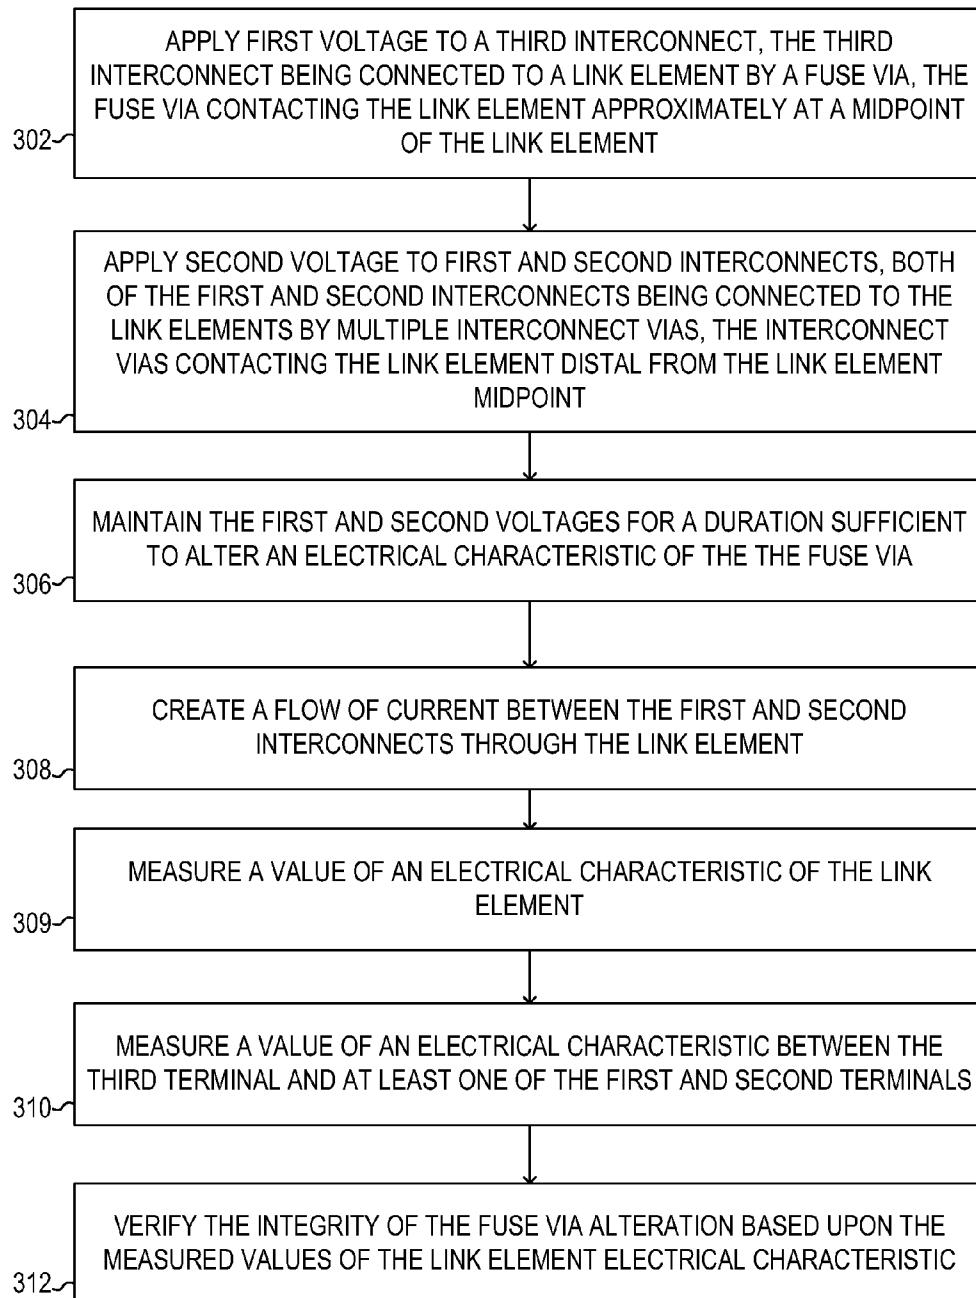 APPLY FIRST VOLTAGE TO A THIRD INTERCONNECT, THE THIRD
INTERCONNECT BEING CONNECTED TO A LINK ELEMENT BY A FUSE VIA, THE
FUSE VIA CONTACTING THE LINK ELEMENT APPROXIMATELY AT A MIDPOINT
OF THE LINK ELEMENT
302
APPLY SECOND VOLTAGE TO FIRST AND SECOND INTERCONNECTS, BOTH
OF THE FIRST AND SECOND INTERCONNECTS BEING CONNECTED TO THE
LINK ELEMENTS BY MULTIPLE INTERCONNECT VIAS, THE INTERCONNECT
VIAS CONTACTING THE LINK ELEMENT DISTAL FROM THE LINK ELEMENT
MIDPOINT
304
MAINTAIN THE FIRST AND SECOND VOLTAGES FOR A DURATION SUFFICIENT
TO ALTER AN ELECTRICAL CHARACTERISTIC OF THE THE FUSE VIA
306
CREATE A FLOW OF CURRENT BETWEEN THE FIRST AND SECOND
INTERCONNECTS THROUGH THE LINK ELEMENT
308
MEASURE A VALUE OF AN ELECTRICAL CHARACTERISTIC OF THE LINK
ELEMENT
309
MEASURE A VALUE OF AN ELECTRICAL CHARACTERISTIC BETWEEN THE
THIRD TERMINAL AND AT LEAST ONE OF THE FIRST AND SECOND TERMINALS
310
VERIFY THE INTEGRITY OF THE FUSE VIA ALTERATION BASED UPON THE
MEASURED VALUES OF THE LINK ELEMENT ELECTRICAL CHARACTERISTIC
312